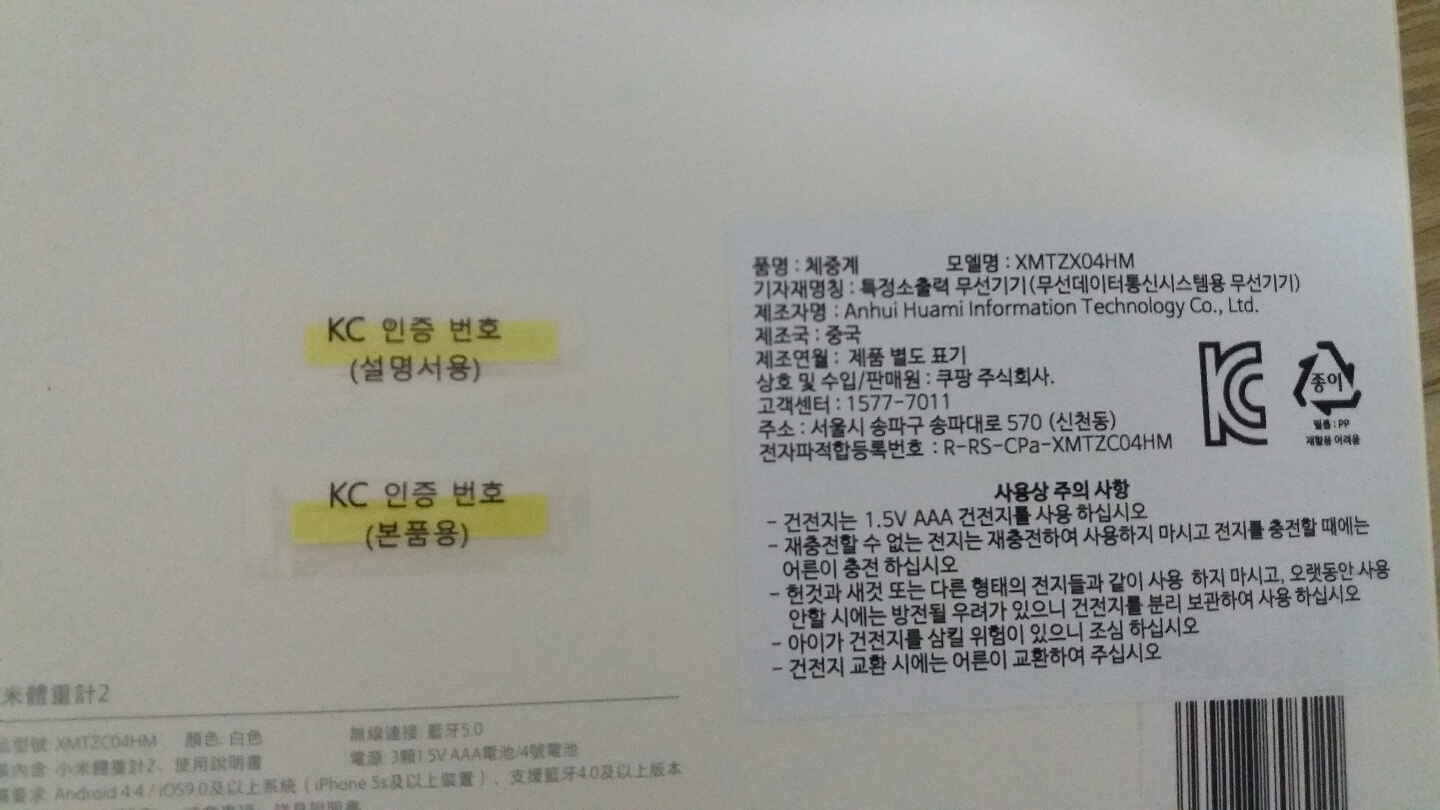 KC 인증 번호
(설명서용)
KC 인증 번호
(본품용)
품명 : 체중계 모델명 : XMTZX04HM
기자재명칭 : 특정소출력 무선기기(무선데이터통신시스템용 무선기기)
제조자명 : Anhui Huami Information Technology Co., Ltd.
제조국 : 중국
제조연월 : 제품 별도 표기
상호 및 수입/판매원 : 쿠팡 주식회사.
고객센터 : 1577-7011
주소 : 서울시 송파구 송파대로 570 (신천동)
전자파적합등록번호 : R-RS-CPa-XMTZC04HM
KC
종이
필름 : PP
재활용 어려움
사용상 주의 사항
- 건전지는 1.5V AAA 건전지를 사용 하십시오
- 재충전할 수 없는 전지는 재충전하여 사용하지 마시고 전지를 충전할 때에는
어른이 충전 하십시오
- 헌것과 새것 또는 다른 형태의 전지들과 같이 사용 하지 마시고, 오랫동안 사용
안할 시에는 방전될 우려가 있으니 건전지를 분리 보관하여 사용 하십시오
- 아이가 건전지를 삼킬 위험이 있으니 조심 하십시오
- 건전지 교환 시에는 어른이 교환하여 주십시오
米體重計2
型號 XMTZC04HM 顏色 白色 無線連接 藍牙5.0
內含 小米體重計2、使用說明書 電源 3顆1.5V AAA電池/4號電池
要求 Android 4.4 / iOS9.0及以上系統 ( iPhone 5s及以上裝置 ) 、支援藍牙4.0及以上版本